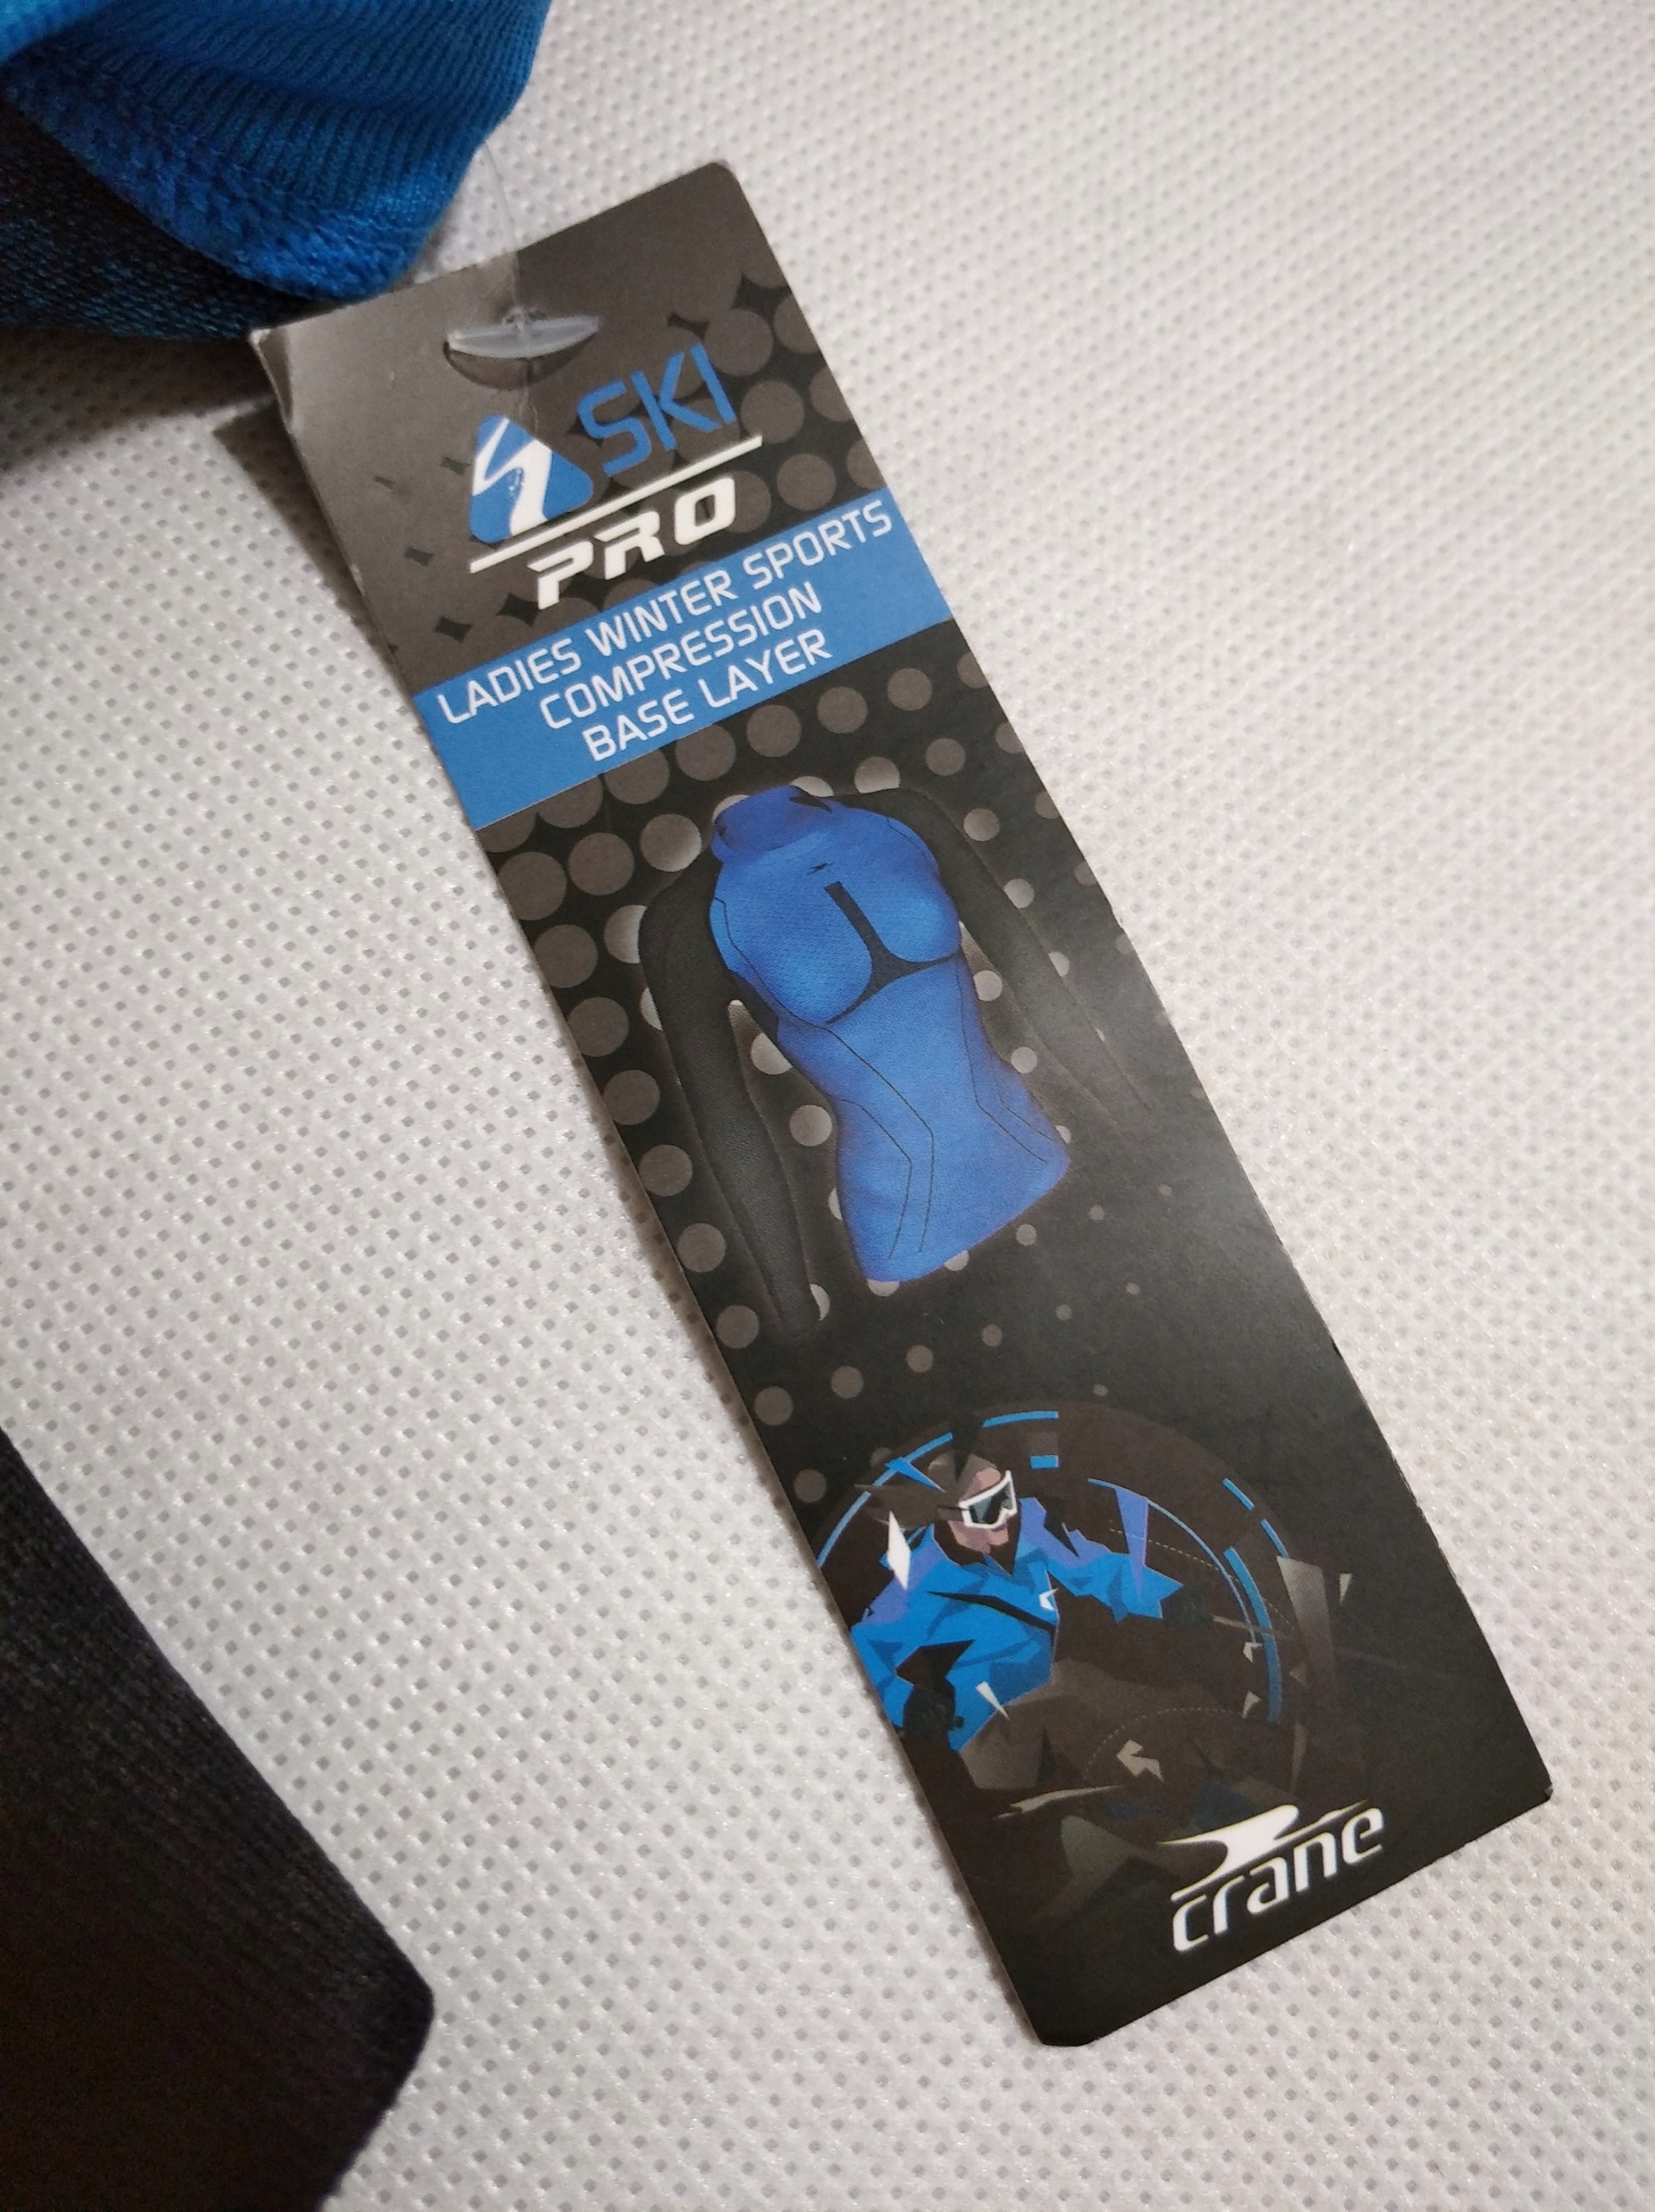 SKI
PRO
LADIES WINTER SPORTS
COMPRESSION
BASE LAYER
crane